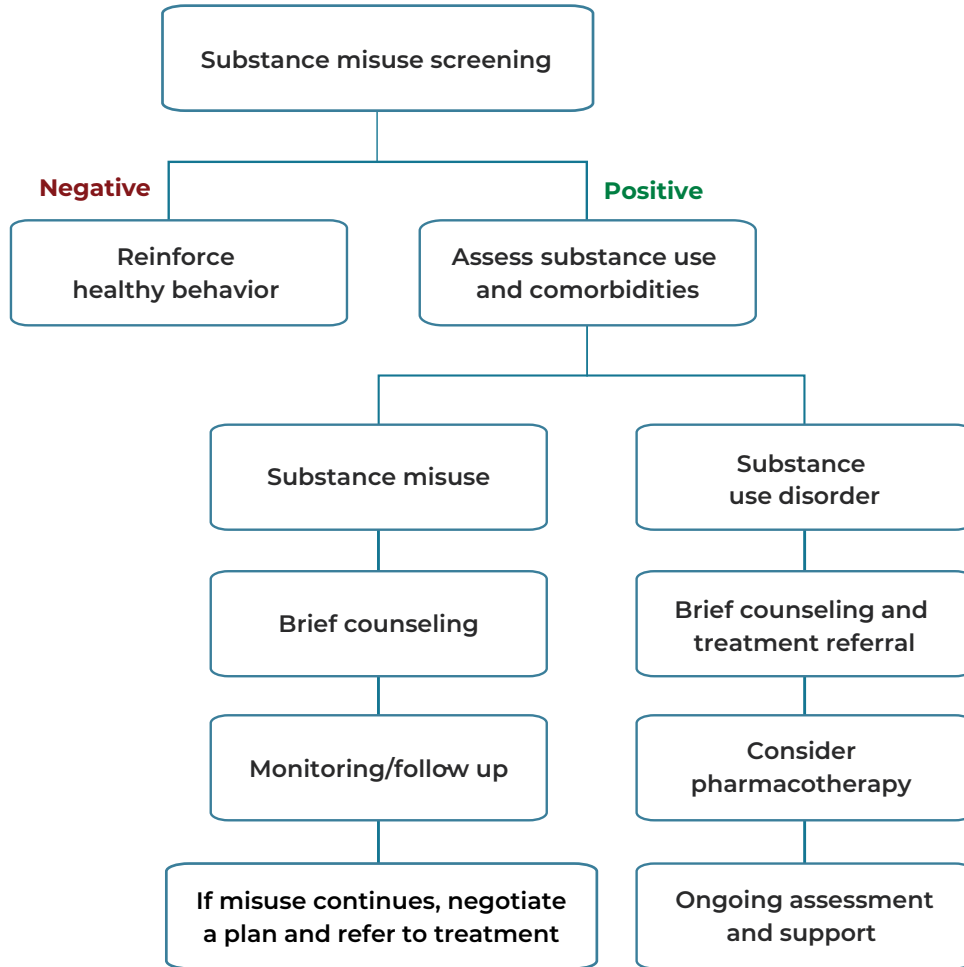 Substance misuse screening
Negative
Positive
Reinforce
healthy behavior
Assess substance use
and comorbidities
Substance misuse
Substance
use disorder
Brief counseling
Brief counseling and
treatment referral
Monitoring/follow up
Consider
pharmacotherapy
If misuse continues, negotiate
a plan and refer to treatment
Ongoing assessment
and support